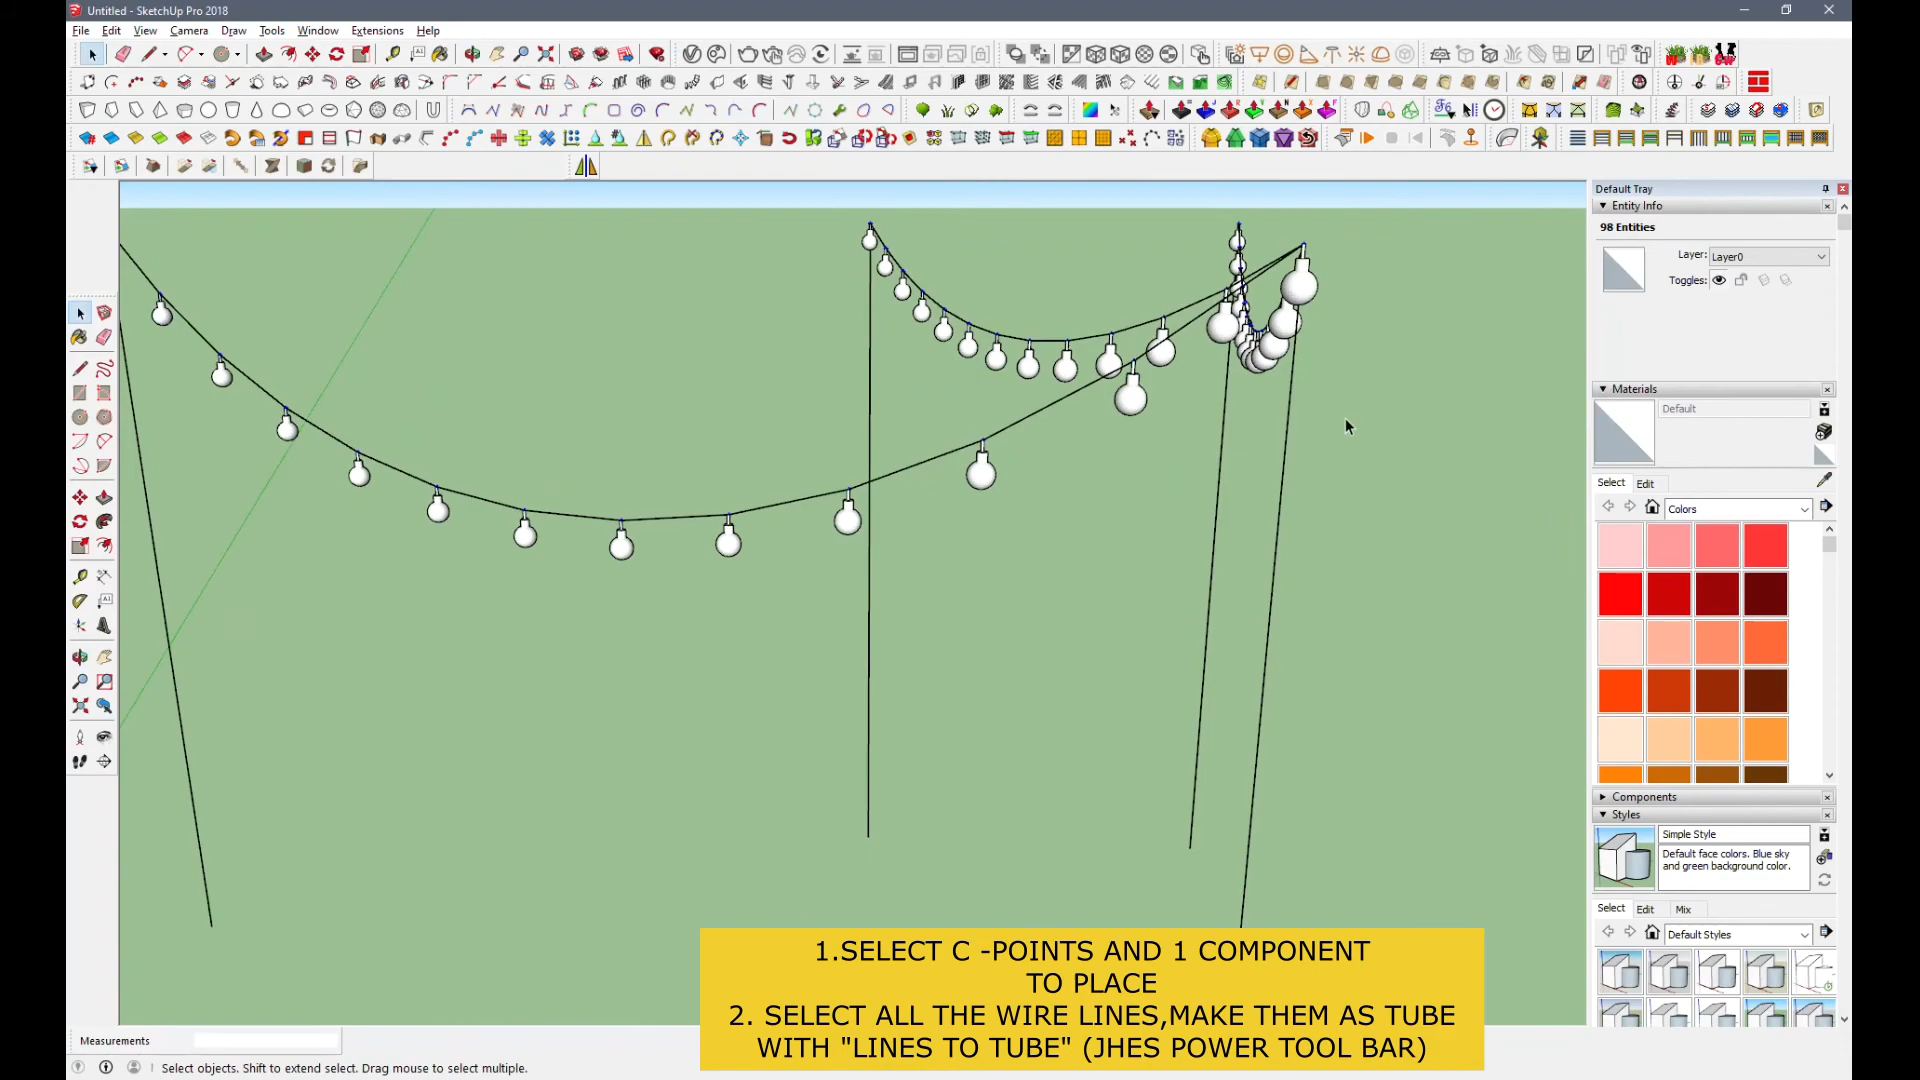 Untitled - SketchUp Pro 2018
File Edit View Camera Draw Tools Window Extensions Help
Default Tray
Entity Info
98 Entities
Layer: Layer0
Toggles:
Materials
Default
Select Edit
Colors
Components
Styles
Simple Style
Default face colors. Blue sky
and green background color.
Select Edit Mix
Default Styles
1.SELECT C -POINTS AND 1 COMPONENT
TO PLACE
2. SELECT ALL THE WIRE LINES,MAKE THEM AS TUBE
WITH "LINES TO TUBE" (JHES POWER TOOL BAR)
Measurements
Select objects. Shift to extend select. Drag mouse to select multiple.